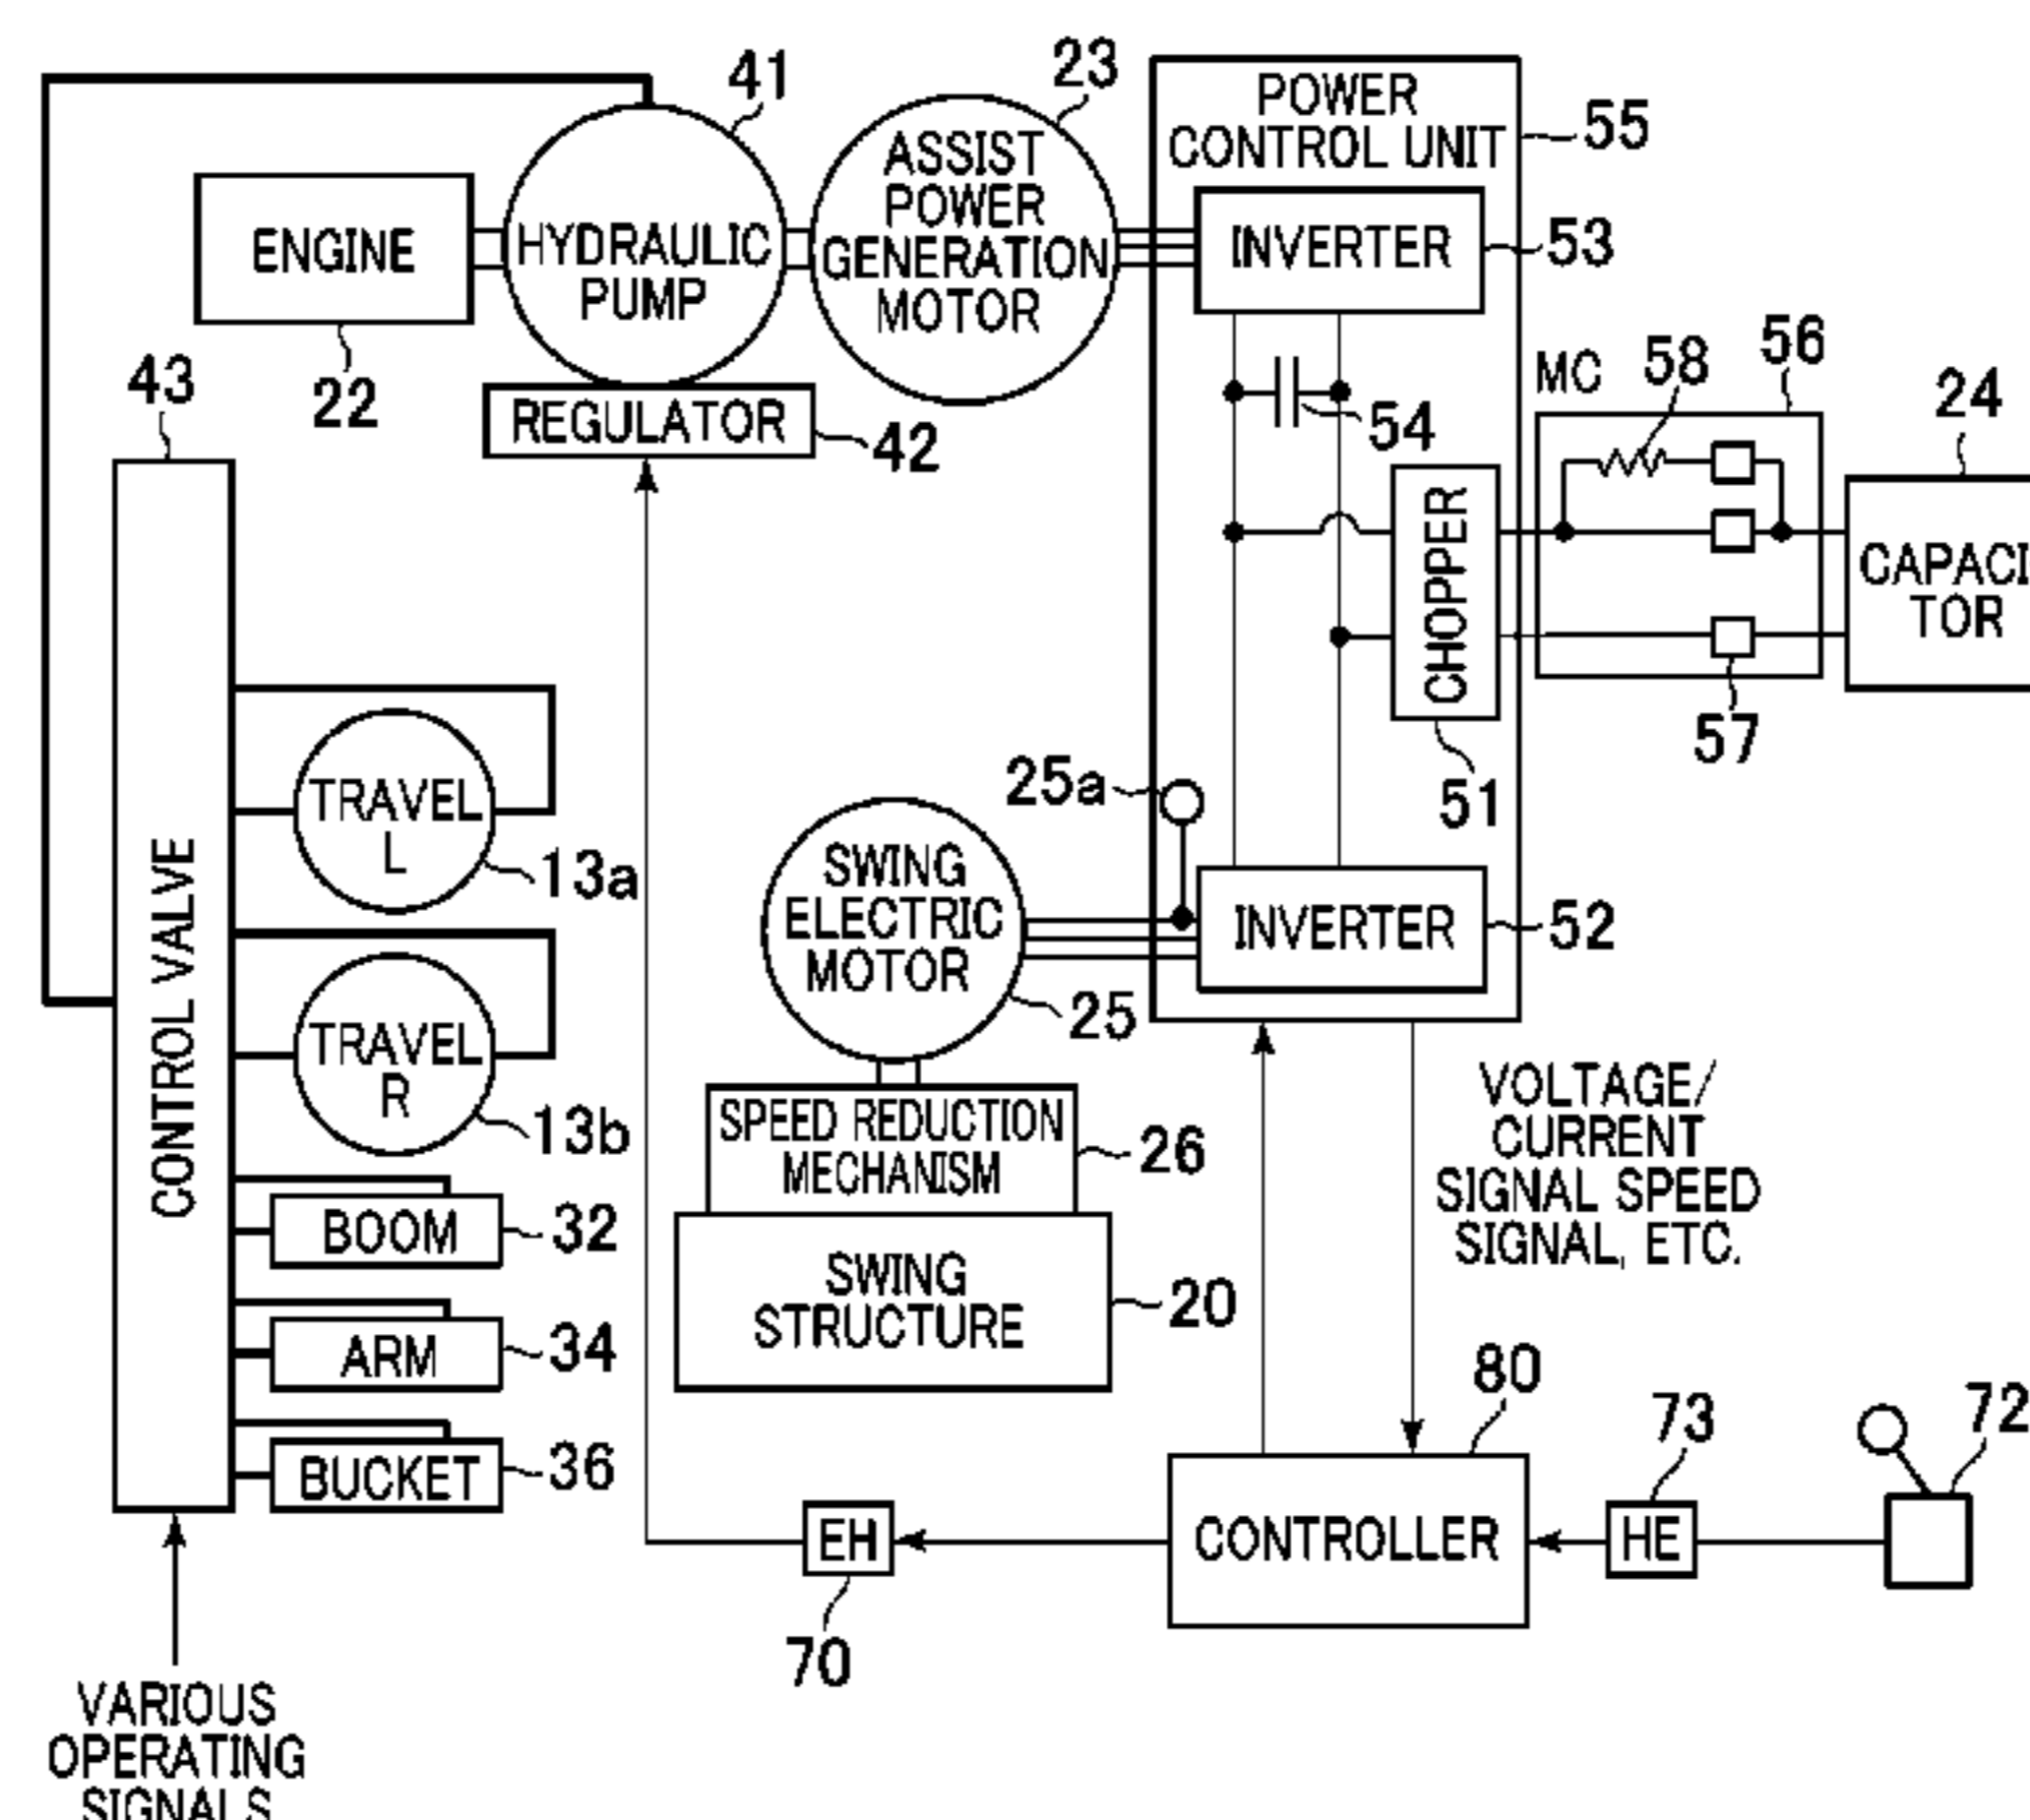 41
23
POWER
CONTROL UNIT
55
ASSIST
POWER
GENERATION
MOTOR
ENGINE
HYDRAULIC
PUMP
INVERTER
53
22
43
REGULATOR
42
54
MC
58
56
24
CHOPPER
CAPACI
TOR
57
51
TRAVEL
L
13a
25a
SWING
ELECTRIC
MOTOR
25
INVERTER
52
CONTROL VALVE
TRAVEL
R
13b
SPEED REDUCTION
MECHANISM
26
VOLTAGE/
CURRENT
SIGNAL SPEED
SIGNAL, ETC.
BOOM
32
SWING
STRUCTURE
20
ARM
34
80
73
72
BUCKET
36
EH
CONTROLLER
HE
70
VARIOUS
OPERATING
SIGNALS